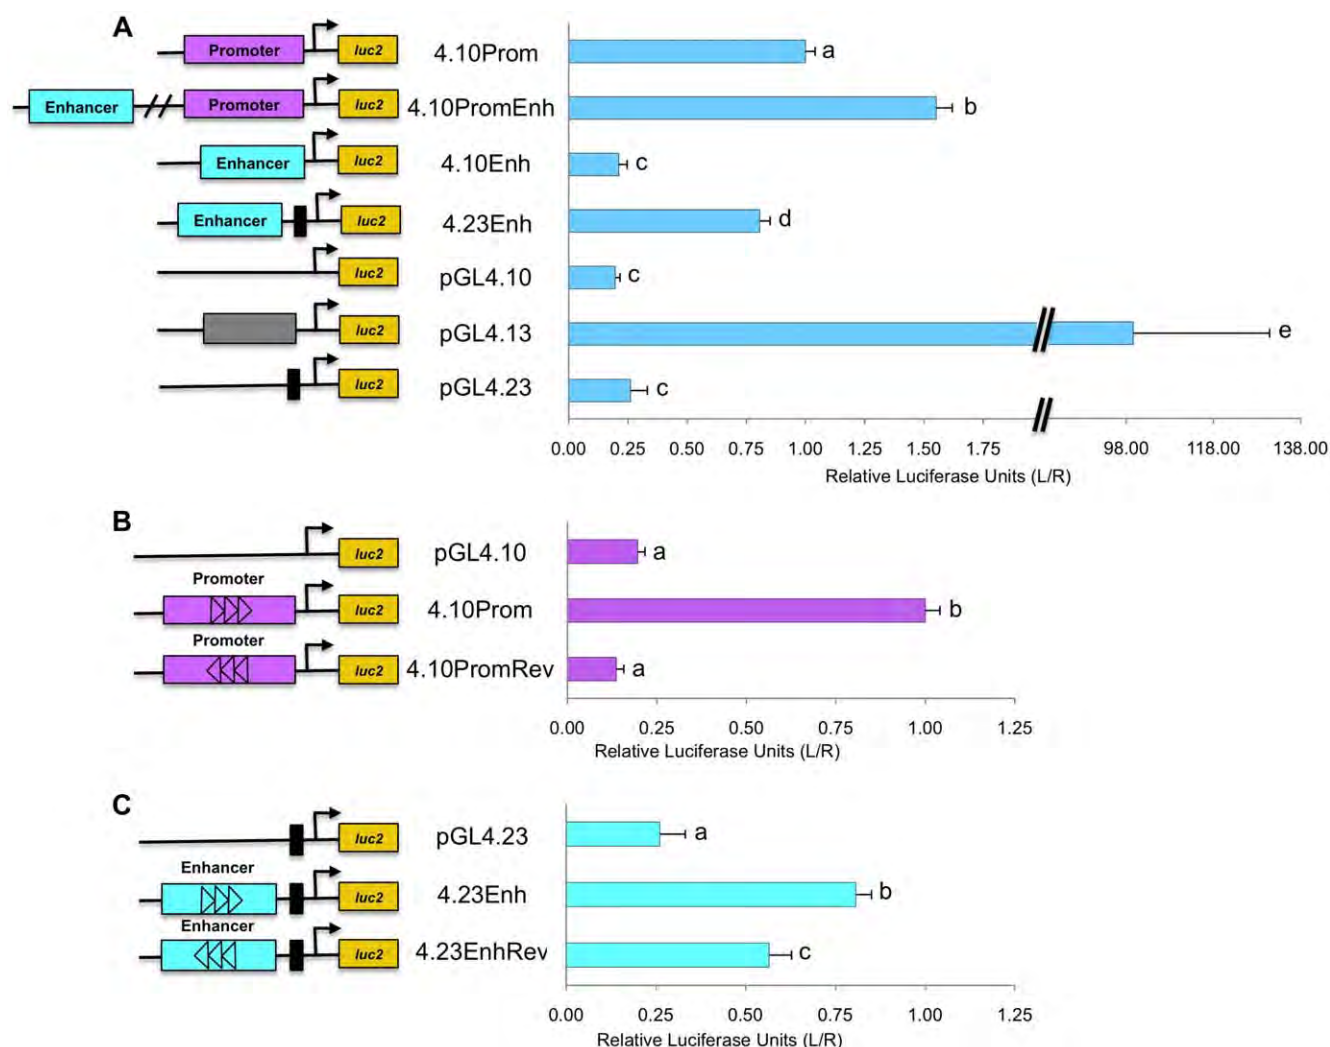 A
Promoter luc2 4.10Prom a
Enhancer Promoter luc2 4.10PromEnh b
Enhancer luc2 4.10Enh c
Enhancer luc2 4.23Enh d
luc2 pGL4.10 c
luc2 pGL4.13 e
luc2 pGL4.23 c
0.00 0.25 0.50 0.75 1.00 1.25 1.50 1.75 98.00 118.00 138.00
Relative Luciferase Units (L/R)
B
luc2 pGL4.10 a
Promoter
luc2 4.10Prom b
Promoter
luc2 4.10PromRev a
0.00 0.25 0.50 0.75 1.00 1.25
Relative Luciferase Units (L/R)
C
luc2 pGL4.23 a
Enhancer
luc2 4.23Enh b
Enhancer
luc2 4.23EnhRev c
0.00 0.25 0.50 0.75 1.00 1.25
Relative Luciferase Units (L/R)